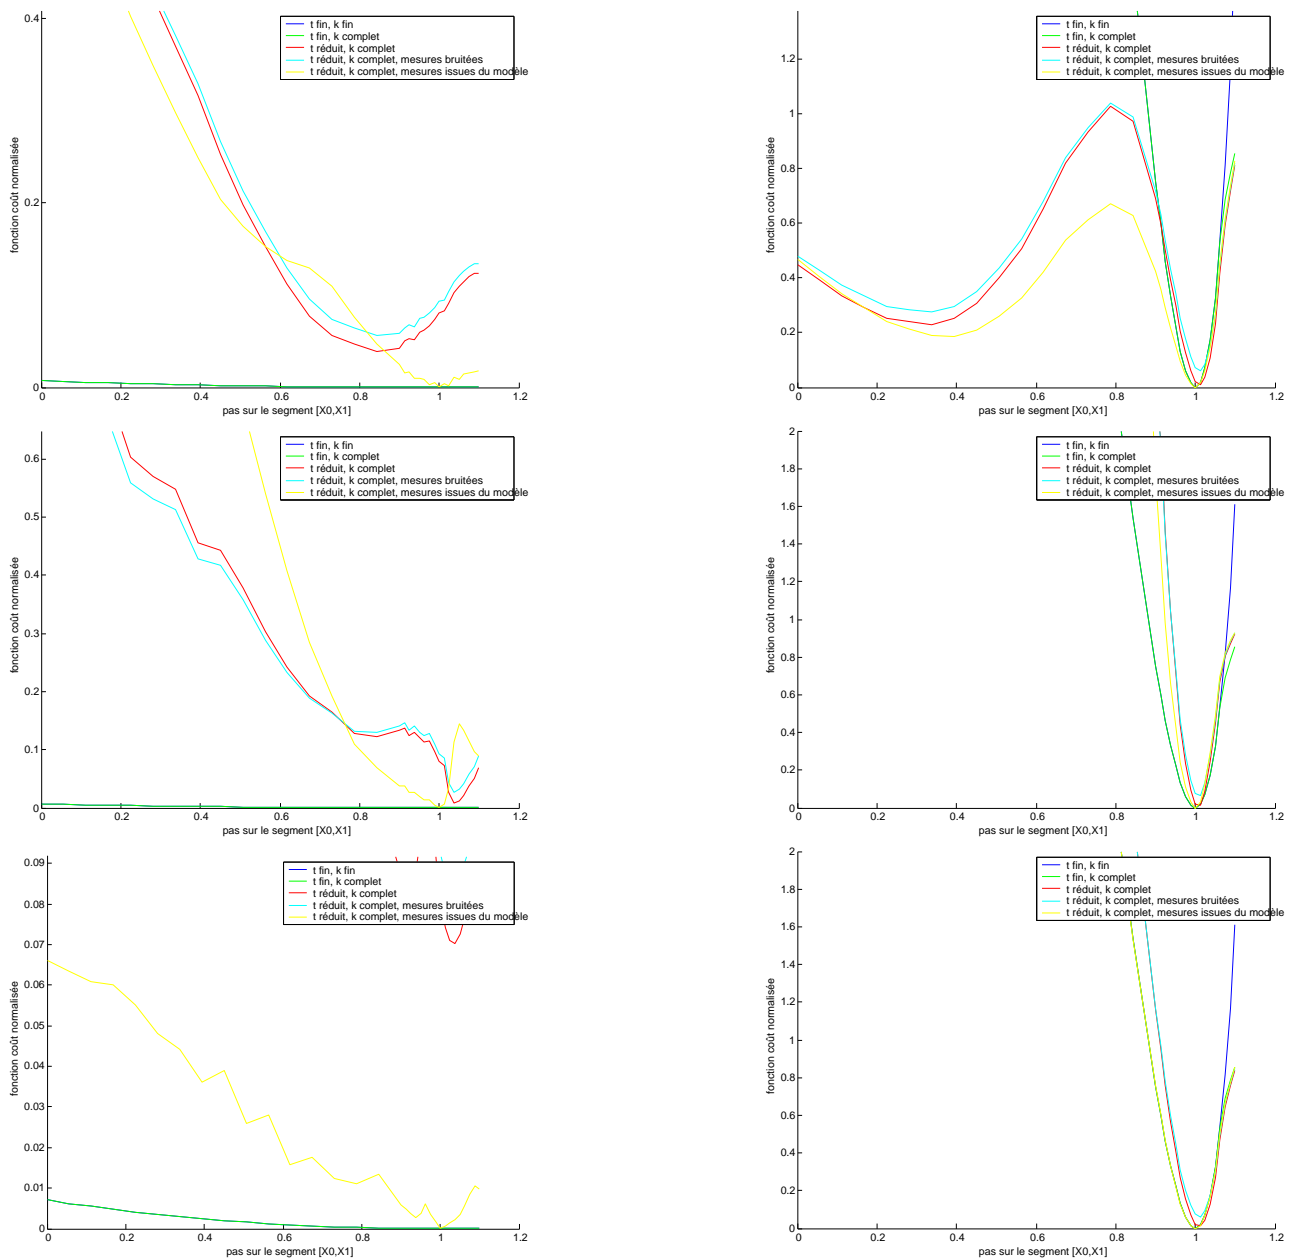 0.4
0.2
0
fonction coût normalisée
t fin, k fin
t fin, k complet
t réduit, k complet
t réduit, k complet, mesures bruitées
t réduit, k complet, mesures issues du modèle
0 0.2 0.4 0.6 0.8 1 1.2
pas sur le segment [X0,X1]
1.2
1
0.8
0.6
0.4
0.2
0
fonction coût normalisée
t fin, k fin
t fin, k complet
t réduit, k complet
t réduit, k complet, mesures bruitées
t réduit, k complet, mesures issues du modèle
0 0.2 0.4 0.6 0.8 1 1.2
pas sur le segment [X0,X1]
0.6
0.5
0.4
0.3
0.2
0.1
0
fonction coût normalisée
t fin, k fin
t fin, k complet
t réduit, k complet
t réduit, k complet, mesures bruitées
t réduit, k complet, mesures issues du modèle
0 0.2 0.4 0.6 0.8 1 1.2
pas sur le segment [X0,X1]
2
1.8
1.6
1.4
1.2
1
0.8
0.6
0.4
0.2
0
fonction coût normalisée
t fin, k fin
t fin, k complet
t réduit, k complet
t réduit, k complet, mesures bruitées
t réduit, k complet, mesures issues du modèle
0 0.2 0.4 0.6 0.8 1 1.2
pas sur le segment [X0,X1]
0.09
0.08
0.07
0.06
0.05
0.04
0.03
0.02
0.01
0
fonction coût normalisée
t fin, k fin
t fin, k complet
t réduit, k complet
t réduit, k complet, mesures bruitées
t réduit, k complet, mesures issues du modèle
0 0.2 0.4 0.6 0.8 1 1.2
pas sur le segment [X0,X1]
2
1.8
1.6
1.4
1.2
1
0.8
0.6
0.4
0.2
0
fonction coût normalisée
t fin, k fin
t fin, k complet
t réduit, k complet
t réduit, k complet, mesures bruitées
t réduit, k complet, mesures issues du modèle
0 0.2 0.4 0.6 0.8 1 1.2
pas sur le segment [X0,X1]